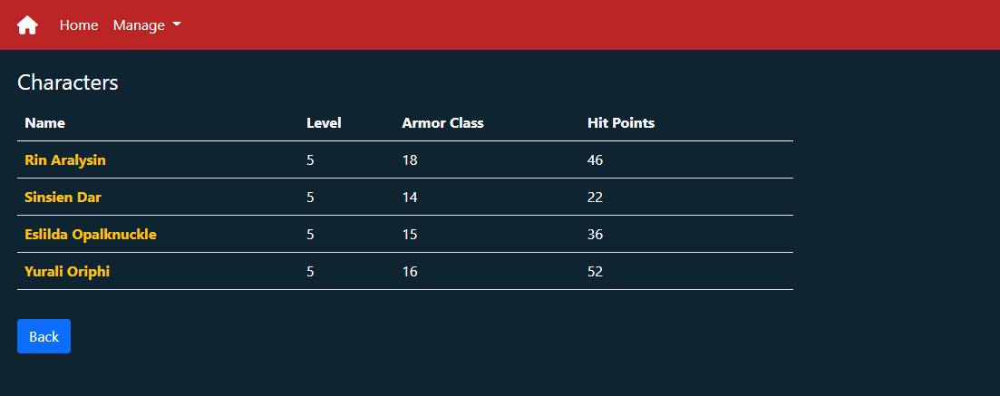 Home Manage
Characters
Name Level Armor Class Hit Points
Rin Aralysin 5 18 46
Sinsien Dar 5 14 22
Eslilda Opalknuckle 5 15 36
Yurali Oriphi 5 16 52
Back